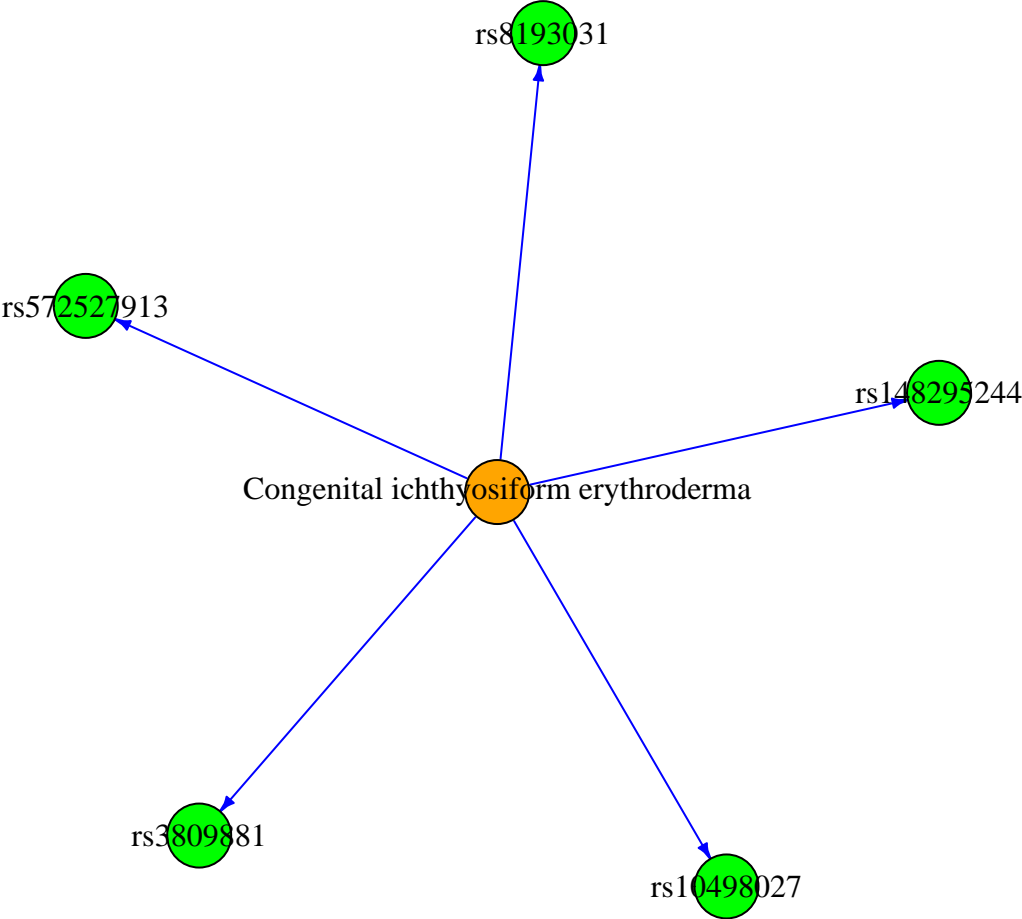 rs8193031
rs572527913
rs148295244
Congenital ichthyosiform erythroderma
rs3809881
rs10498027